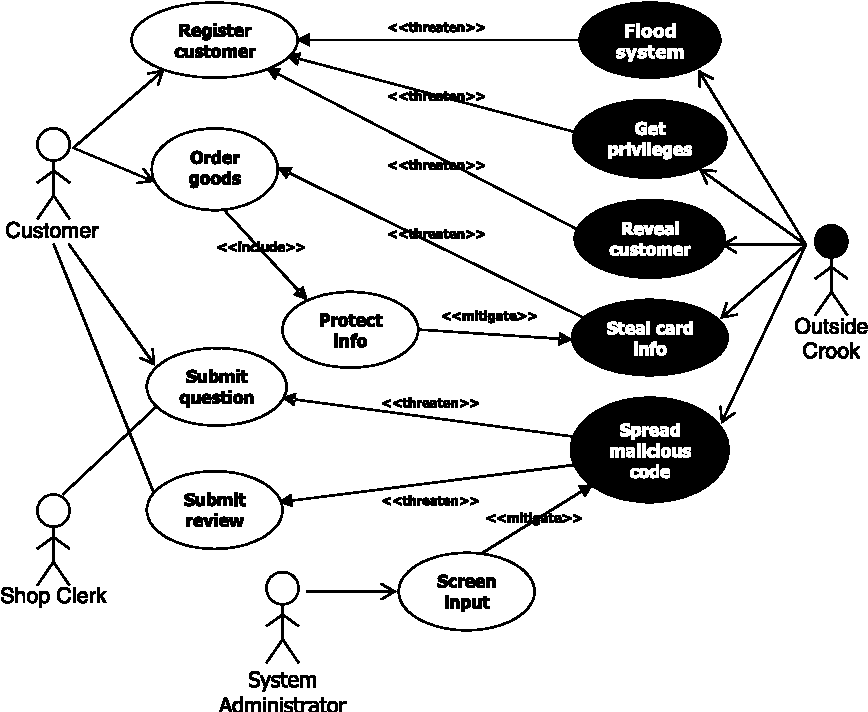 Register
customer
<<threaten>>
Flood
system
<<threaten>>
Get
privileges
Order
goods
<<threaten>>
Customer
Reveal
customer
<<threaten>>
<<include>>
Protect
info
<<mitigate>>
Steal card
info
Outside
Crook
Submit
question
<<threaten>>
Spread
malicious
code
Submit
review
<<threaten>>
<<mitigate>>
Shop Clerk
Screen
input
System
Administrator